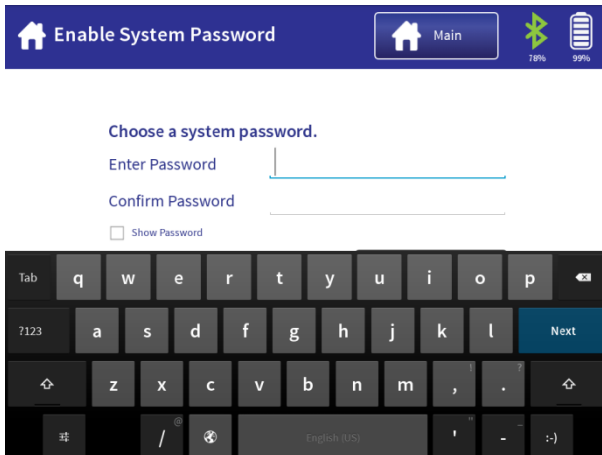 Enable System Password
Main
78%
99%
Choose a system password.
Enter Password
Confirm Password
Show Password
Tab q w e r t y u i o p
?123 a s d f g h j k l Next
z x c v b n m , ! . ?
/ @ English (US) ' " - _ :-)